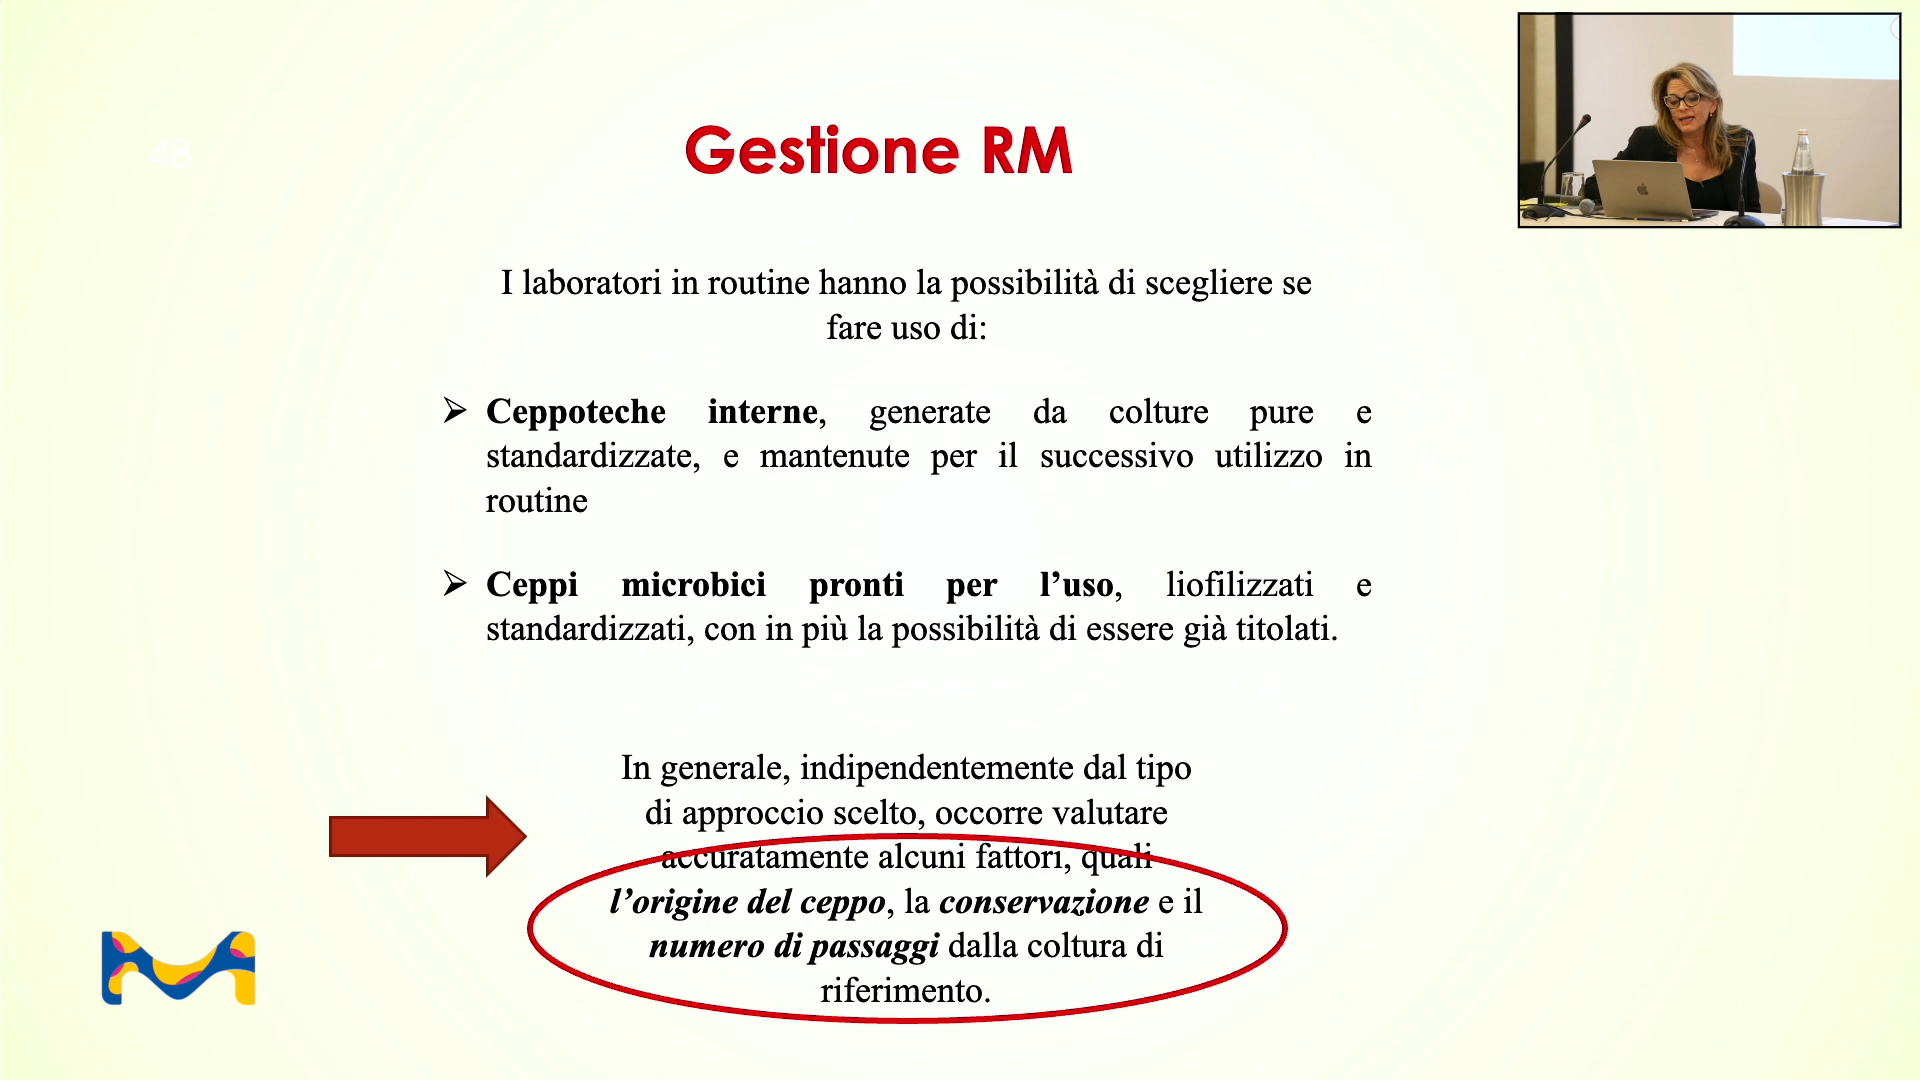 48
Gestione RM
I laboratori in routine hanno la possibilità di scegliere se
fare uso di:
➢ Ceppoteche interne, generate da colture pure e
standardizzate, e mantenute per il successivo utilizzo in
routine
➢ Ceppi microbici pronti per l’uso, liofilizzati e
standardizzati, con in più la possibilità di essere già titolati.
In generale, indipendentemente dal tipo
di approccio scelto, occorre valutare
accuratamente alcuni fattori, quali
l’origine del ceppo, la conservazione e il
numero di passaggi dalla coltura di
riferimento.